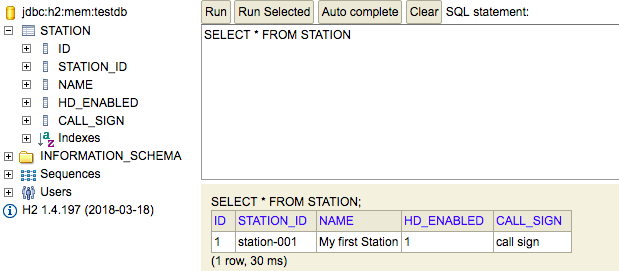 jdbc:h2:mem:testdb
STATION
ID
STATION_ID
NAME
HD_ENABLED
CALL_SIGN
Indexes
INFORMATION_SCHEMA
Sequences
Users
H2 1.4.197 (2018-03-18)
Run Run Selected Auto complete Clear SQL statement:
SELECT * FROM STATION
SELECT * FROM STATION;
ID STATION_ID NAME HD_ENABLED CALL_SIGN
1 station-001 My first Station 1 call sign
(1 row, 30 ms)